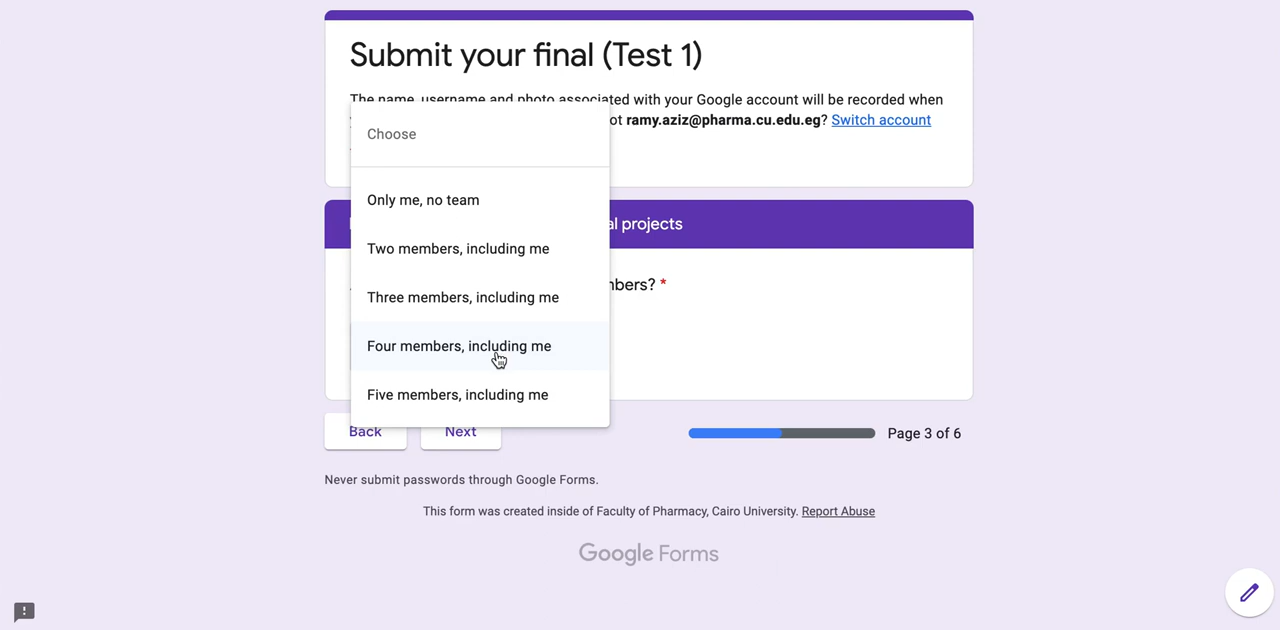 Submit your final (Test 1)
The name, username and photo associated with your Google account will be recorded when
ot ramy.aziz@pharma.cu.edu.eg? Switch account
Choose
Only me, no team
al projects
Two members, including me
nbers? *
Three members, including me
Four members, including me
Five members, including me
Back
Next
Page 3 of 6
Never submit passwords through Google Forms.
This form was created inside of Faculty of Pharmacy, Cairo University. Report Abuse
Google Forms